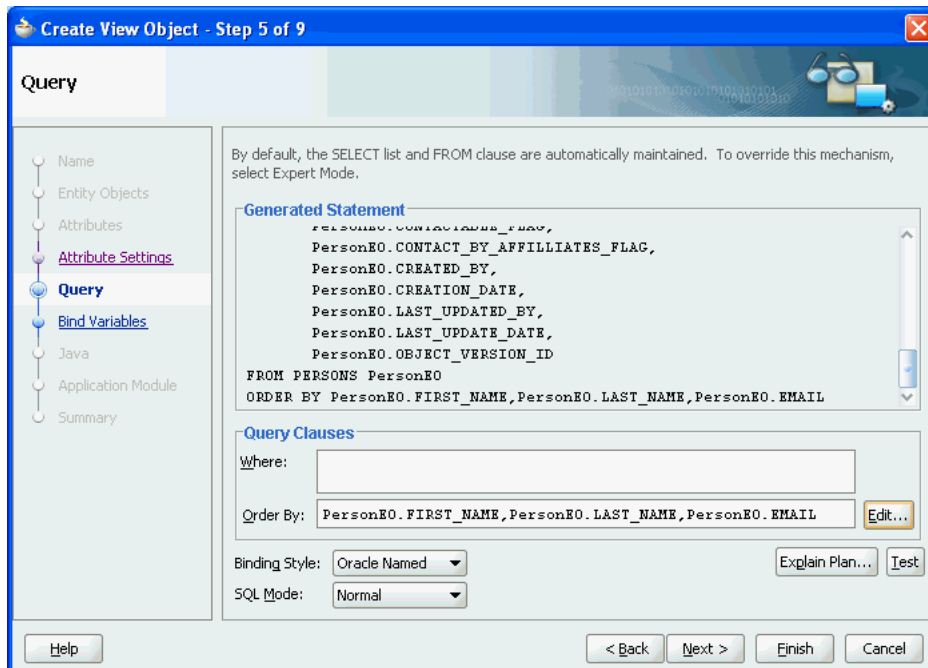 Create View Object - Step 5 of 9
Query
Name
Entity Objects
Attributes
Attribute Settings
Query
Bind Variables
Java
Application Module
Summary
By default, the SELECT list and FROM clause are automatically maintained. To override this mechanism,
select Expert Mode.
Generated Statement
PersonEO.CONTACTABLE_FLAG,
PersonEO.CONTACT_BY_AFFILLIATES_FLAG,
PersonEO.CREATED_BY,
PersonEO.CREATION_DATE,
PersonEO.LAST_UPDATED_BY,
PersonEO.LAST_UPDATE_DATE,
PersonEO.OBJECT_VERSION_ID
FROM PERSONS PersonEO
ORDER BY PersonEO.FIRST_NAME,PersonEO.LAST_NAME,PersonEO.EMAIL
Query Clauses
Where:
Order By: PersonEO.FIRST_NAME,PersonEO.LAST_NAME,PersonEO.EMAIL Edit...
Binding Style: Oracle Named Explain Plan... Test
SQL Mode: Normal
Help < Back Next > Finish Cancel